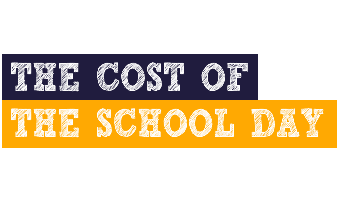 THE COST OF
THE SCHOOL DAY